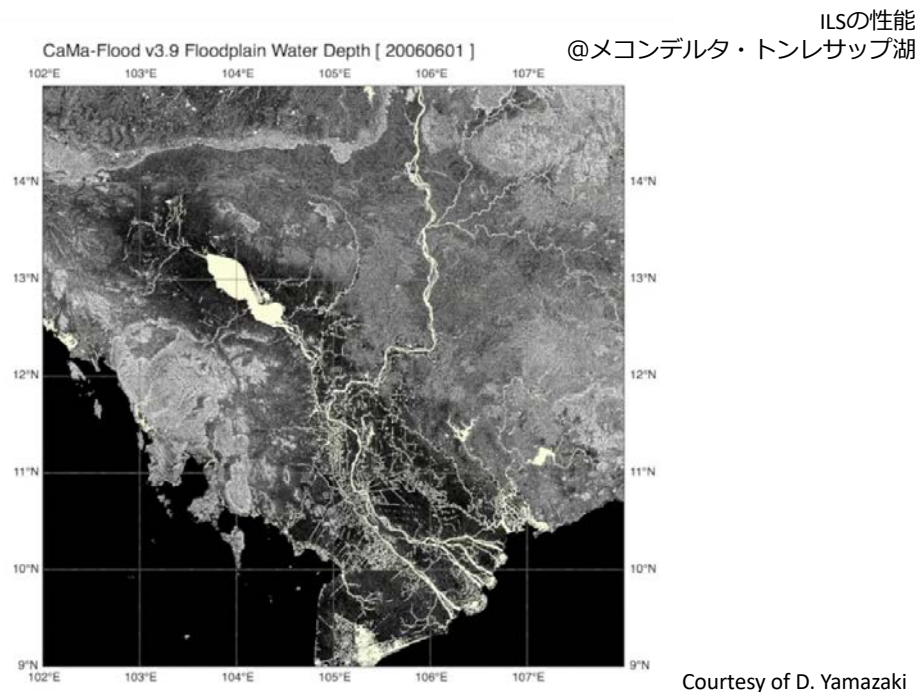 ILSの性能
@メコンデルタ・トンレサップ湖
CaMa-Flood v3.9 Floodplain Water Depth [ 20060601 ]
102°E 103°E 104°E 105°E 106°E 107°E
14°N 14°N
13°N 13°N
12°N 12°N
11°N 11°N
10°N 10°N
9°N 9°N
102°E 103°E 104°E 105°E 106°E 107°E
Courtesy of D. Yamazaki